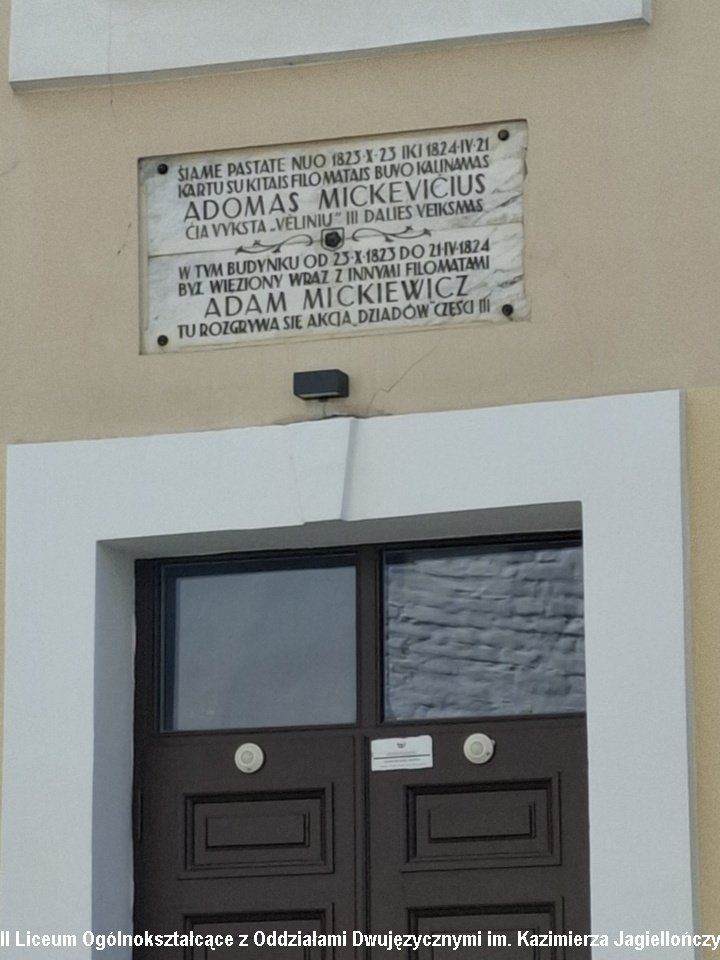 ŠIAME PASTATE NUO 1823·X·23 IKI 1824·IV·21
KARTU SU KITAIS FILOMATAIS BUVO KALINAMAS
ADOMAS MICKEVIČIUS
ČIA VYKSTA „VĖLINIŲ” III DALIES VEIKSMAS
W TYM BUDYNKU OD 23·X·1823 DO 21·IV·1824
BYŁ WIĘZIONY WRAZ Z INNYMI FILOMATAMI
ADAM MICKIEWICZ
TU ROZGRYWA SIĘ AKCJA „DZIADÓW” CZĘŚCI III
II Liceum Ogólnokształcące z Oddziałami Dwujęzycznymi im. Kazimierza Jagiellończy